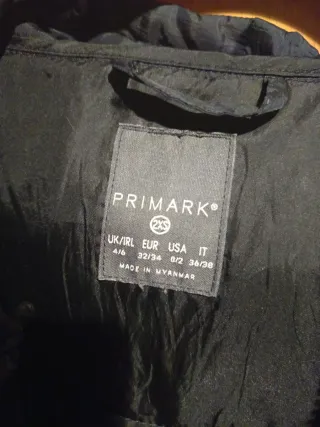 PRIMARK®
2XS
UK/IRL EUR USA IT
4/6 32/34 0/2 36/38
MADE IN MYANMAR